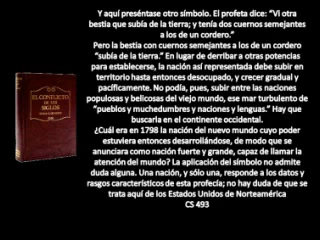 Y aquí preséntase otro símbolo. El profeta dice: “Vi otra
bestia que subía de la tierra; y tenía dos cuernos semejantes
a los de un cordero.”
Pero la bestia con cuernos semejantes a los de un cordero
“subía de la tierra.” En lugar de derribar a otras potencias
para establecerse, la nación así representada debe subir en
territorio hasta entonces desocupado, y crecer gradual y
pacíficamente. No podía, pues, subir entre las naciones
populosas y belicosas del viejo mundo, ese mar turbulento de
“pueblos y muchedumbres y naciones y lenguas.” Hay que
buscarla en el continente occidental.
¿Cuál era en 1798 la nación del nuevo mundo cuyo poder
estuviera entonces desarrollándose, de modo que se
anunciara como nación fuerte y grande, capaz de llamar la
atención del mundo? La aplicación del símbolo no admite
duda alguna. Una nación, y sólo una, responde a los datos y
rasgos característicos de esta profecía; no hay duda de que se
trata aquí de los Estados Unidos de Norteamérica
CS 493
EL CONFLICTO
DE LOS
SIGLOS